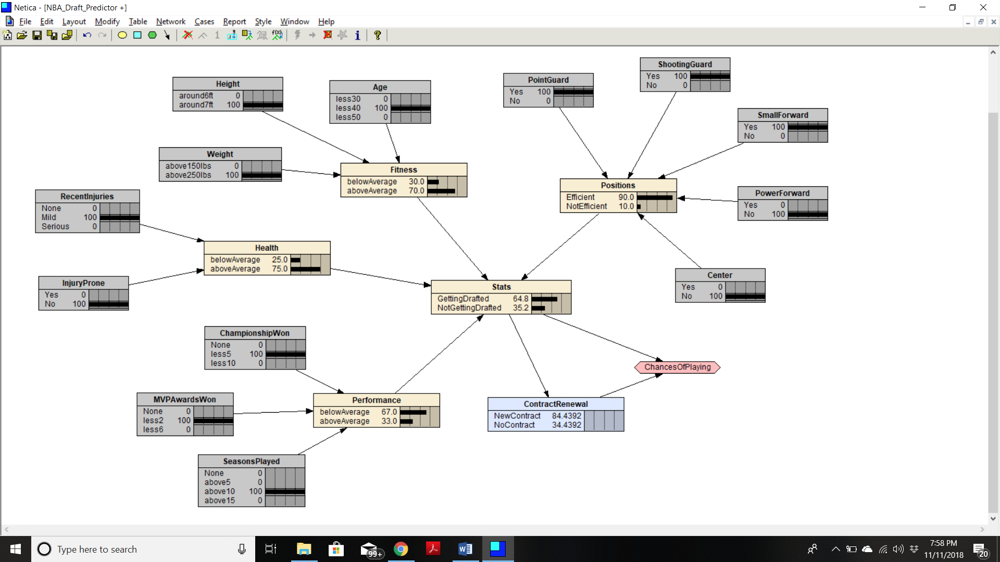 Netica - [NBA_Draft_Predictor +]
File Edit Layout Modify Table Network Cases Report Style Window Help
1 f(x) i ?
Height
around6ft 0
around7ft 100
Age
less30 0
less40 100
less50 0
PointGuard
Yes 100
No 0
ShootingGuard
Yes 100
No 0
SmallForward
Yes 100
No 0
Weight
above150lbs 0
above250lbs 100
Fitness
belowAverage 30.0
aboveAverage 70.0
Positions
Efficient 90.0
NotEfficient 10.0
PowerForward
Yes 0
No 100
RecentInjuries
None 0
Mild 100
Serious 0
Health
belowAverage 25.0
aboveAverage 75.0
InjuryProne
Yes 0
No 100
Center
Yes 0
No 100
Stats
GettingDrafted 64.8
NotGettingDrafted 35.2
ChampionshipWon
None 0
less5 100
less10 0
ChancesOfPlaying
MVPAwardsWon
None 0
less2 100
less6 0
Performance
belowAverage 67.0
aboveAverage 33.0
ContractRenewal
NewContract 84.4392
NoContract 34.4392
SeasonsPlayed
None 0
above5 0
above10 100
above15 0
Type here to search
99+
7:58 PM
11/11/2018
20